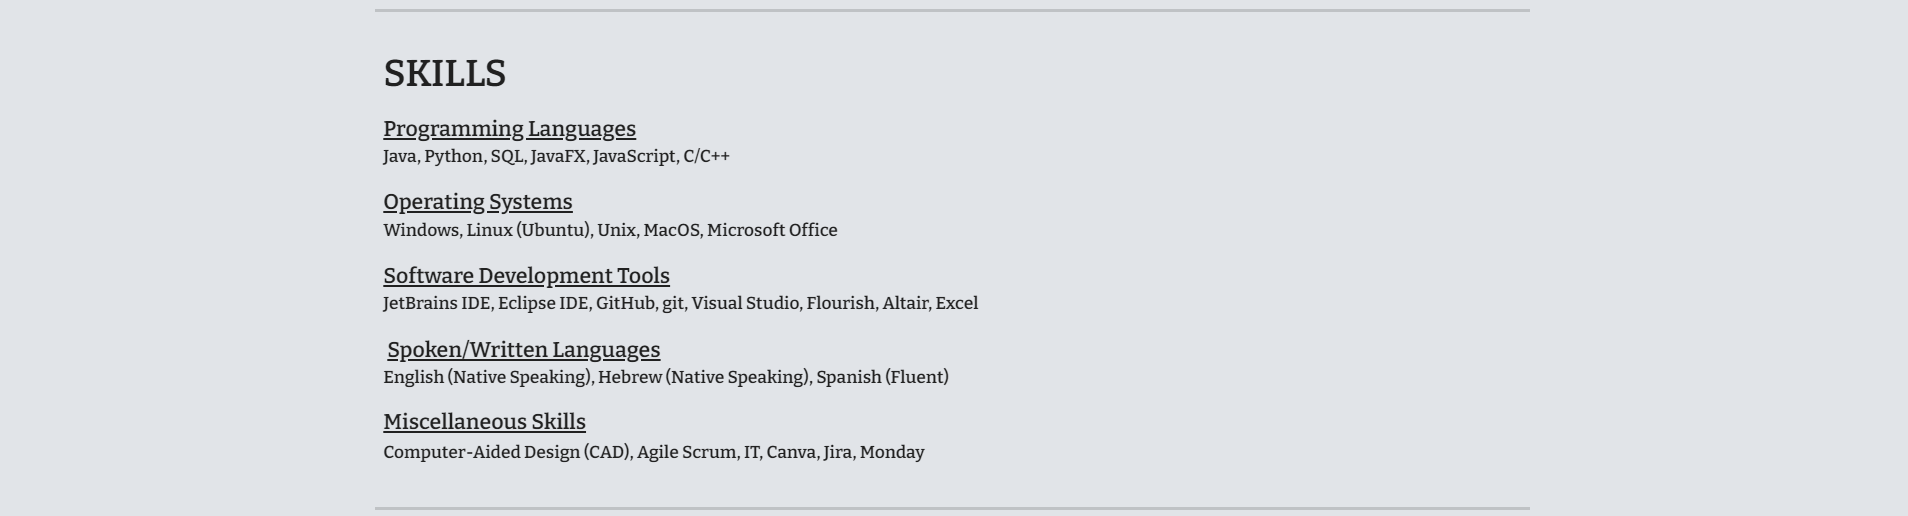 SKILLS
Programming Languages
Java, Python, SQL, JavaFX, JavaScript, C/C++
Operating Systems
Windows, Linux (Ubuntu), Unix, MacOS, Microsoft Office
Software Development Tools
JetBrains IDE, Eclipse IDE, GitHub, git, Visual Studio, Flourish, Altair, Excel
Spoken/Written Languages
English (Native Speaking), Hebrew (Native Speaking), Spanish (Fluent)
Miscellaneous Skills
Computer-Aided Design (CAD), Agile Scrum, IT, Canva, Jira, Monday